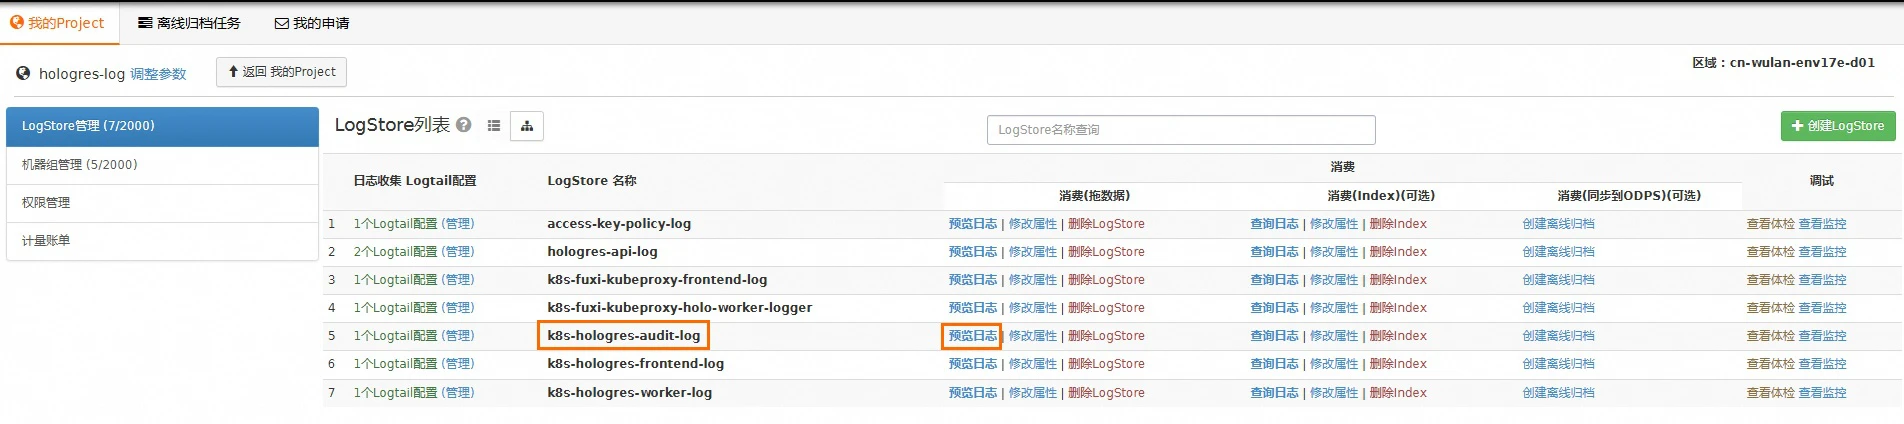 我的Project 离线归档任务 我的申请
hologres-log 调整参数 返回 我的Project 区域：cn-wulan-env17e-d01
LogStore管理 (7/2000)
机器组管理 (5/2000)
权限管理
计量账单
LogStore列表 LogStore名称查询 创建LogStore
日志收集 Logtail配置 LogStore 名称 消费 调试
消费(拖数据) 消费(Index)(可选) 消费(同步到ODPS)(可选)
1 1个Logtail配置 (管理) access-key-policy-log 预览日志 | 修改属性 | 删除LogStore 查询日志 | 修改属性 | 删除Index 创建离线归档 查看体检 查看监控
2 2个Logtail配置 (管理) hologres-api-log 预览日志 | 修改属性 | 删除LogStore 查询日志 | 修改属性 | 删除Index 创建离线归档 查看体检 查看监控
3 1个Logtail配置 (管理) k8s-fuxi-kubeproxy-frontend-log 预览日志 | 修改属性 | 删除LogStore 查询日志 | 修改属性 | 删除Index 创建离线归档 查看体检 查看监控
4 1个Logtail配置 (管理) k8s-fuxi-kubeproxy-holo-worker-logger 预览日志 | 修改属性 | 删除LogStore 查询日志 | 修改属性 | 删除Index 创建离线归档 查看体检 查看监控
5 1个Logtail配置 (管理) k8s-hologres-audit-log 预览日志 | 修改属性 | 删除LogStore 查询日志 | 修改属性 | 删除Index 创建离线归档 查看体检 查看监控
6 1个Logtail配置 (管理) k8s-hologres-frontend-log 预览日志 | 修改属性 | 删除LogStore 查询日志 | 修改属性 | 删除Index 创建离线归档 查看体检 查看监控
7 1个Logtail配置 (管理) k8s-hologres-worker-log 预览日志 | 修改属性 | 删除LogStore 查询日志 | 修改属性 | 删除Index 创建离线归档 查看体检 查看监控